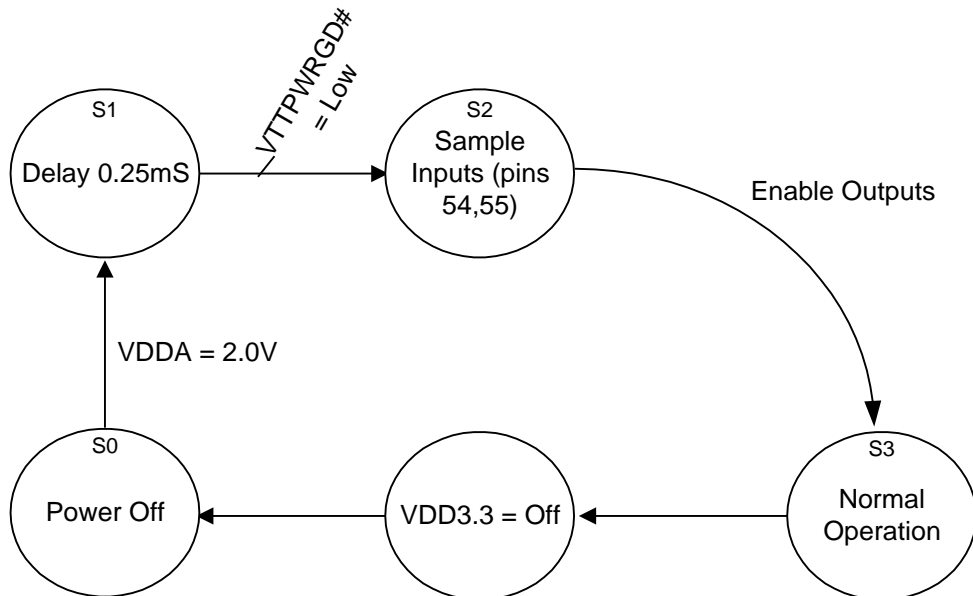 VTTPWRGD#
= Low
S1
Delay 0.25mS
S2
Sample
Inputs (pins
54,55)
Enable Outputs
VDDA = 2.0V
S0
Power Off
VDD3.3 = Off
S3
Normal
Operation